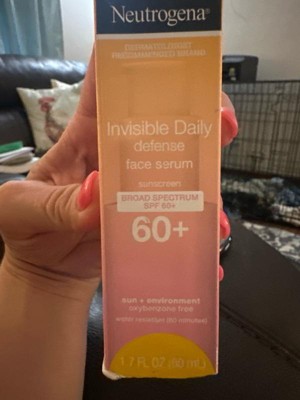 Neutrogena®
DERMATOLOGIST
RECOMMENDED BRAND
Invisible Daily
defense
face serum
sunscreen
BROAD SPECTRUM
SPF 60+
60+
sun + environment
oxybenzone free
water resistant (80 minutes)
1.7 FL OZ (50 mL)